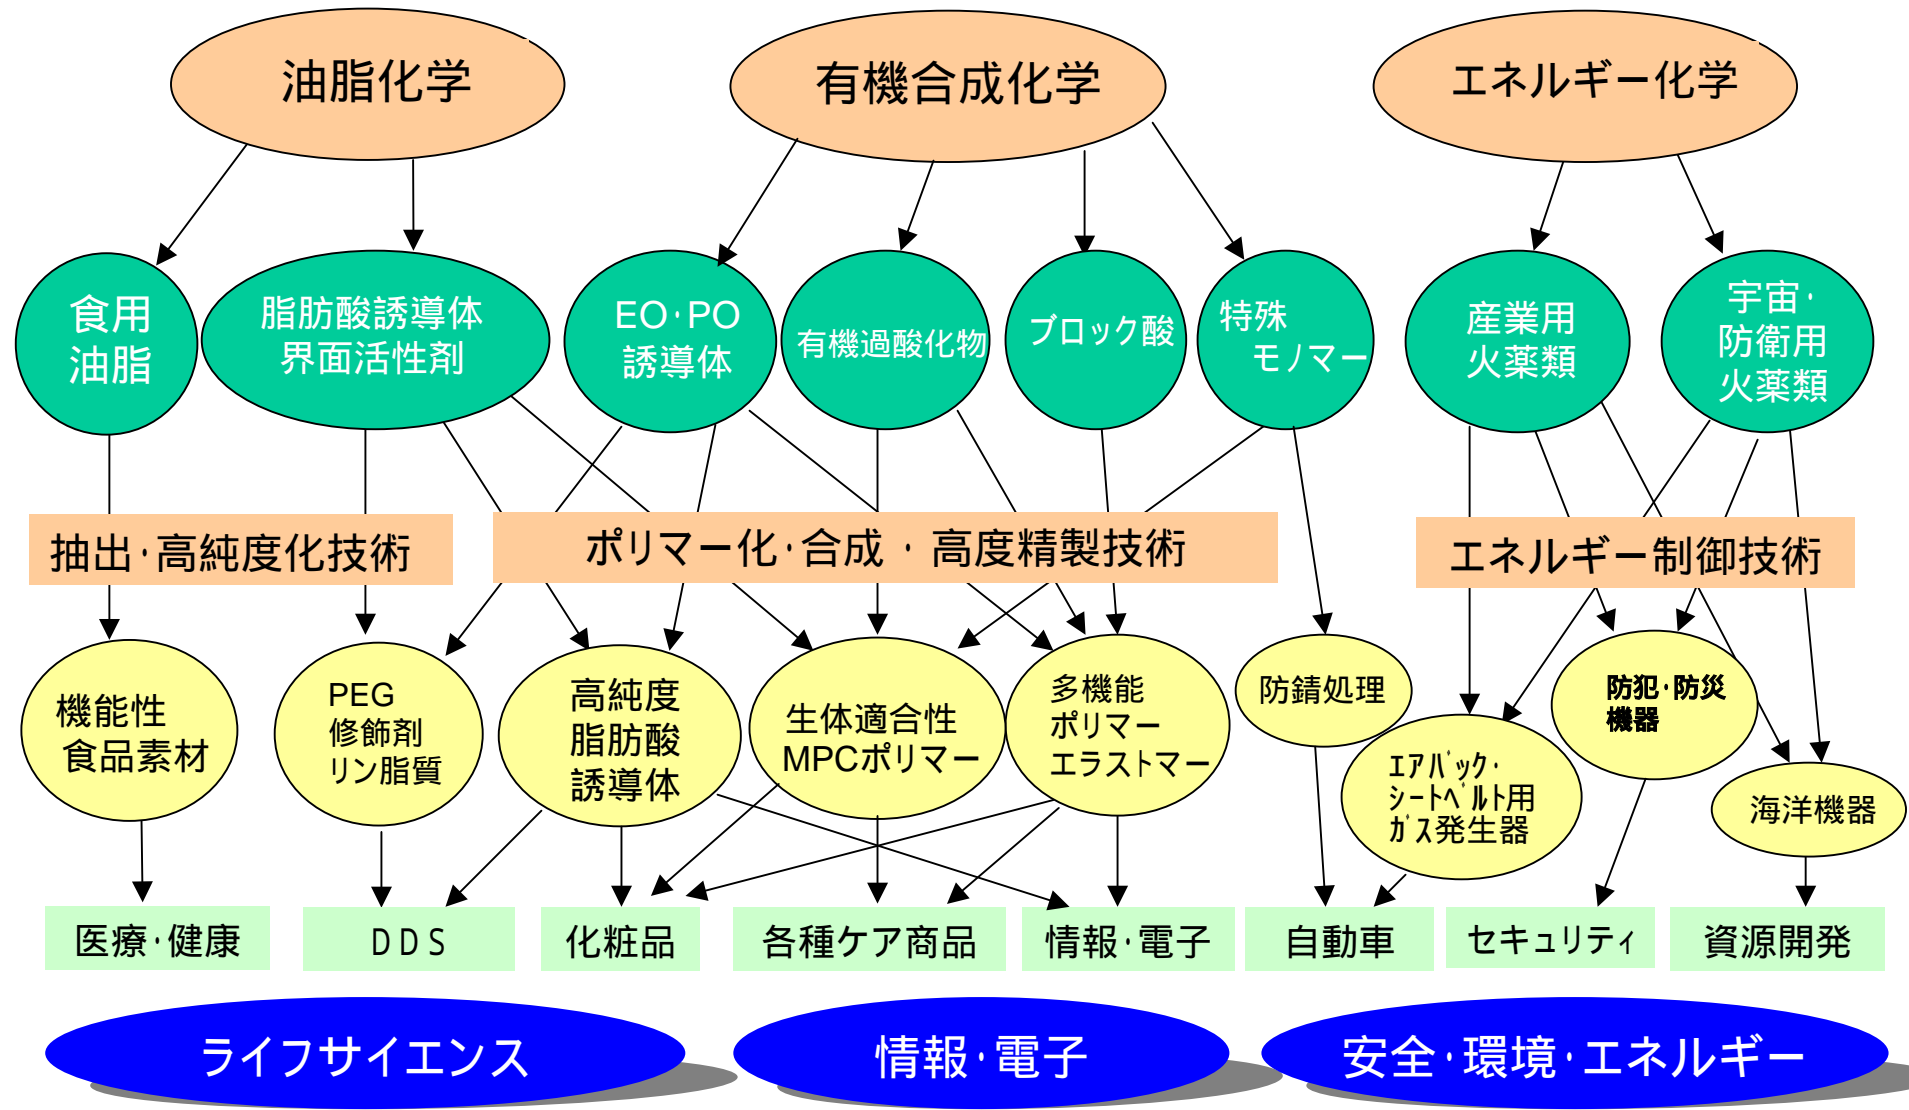 油脂化学
有機合成化学
エネルギー化学
食用
油脂
脂肪酸誘導体
界面活性剤
EO・PO
誘導体
有機過酸化物
ブロック酸
特殊
モノマー
産業用
火薬類
宇宙・
防衛用
火薬類
抽出・高純度化技術
ポリマー化・合成・高度精製技術
エネルギー制御技術
機能性
食品素材
PEG
修飾剤
リン脂質
高純度
脂肪酸
誘導体
生体適合性
MPCポリマー
多機能
ポリマー
エラストマー
防錆処理
エアバック・
シートベルト用
ガス発生器
防犯・防災
機器
海洋機器
医療・健康
DDS
化粧品
各種ケア商品
情報・電子
自動車
セキュリティ
資源開発
ライフサイエンス
情報・電子
安全・環境・エネルギー